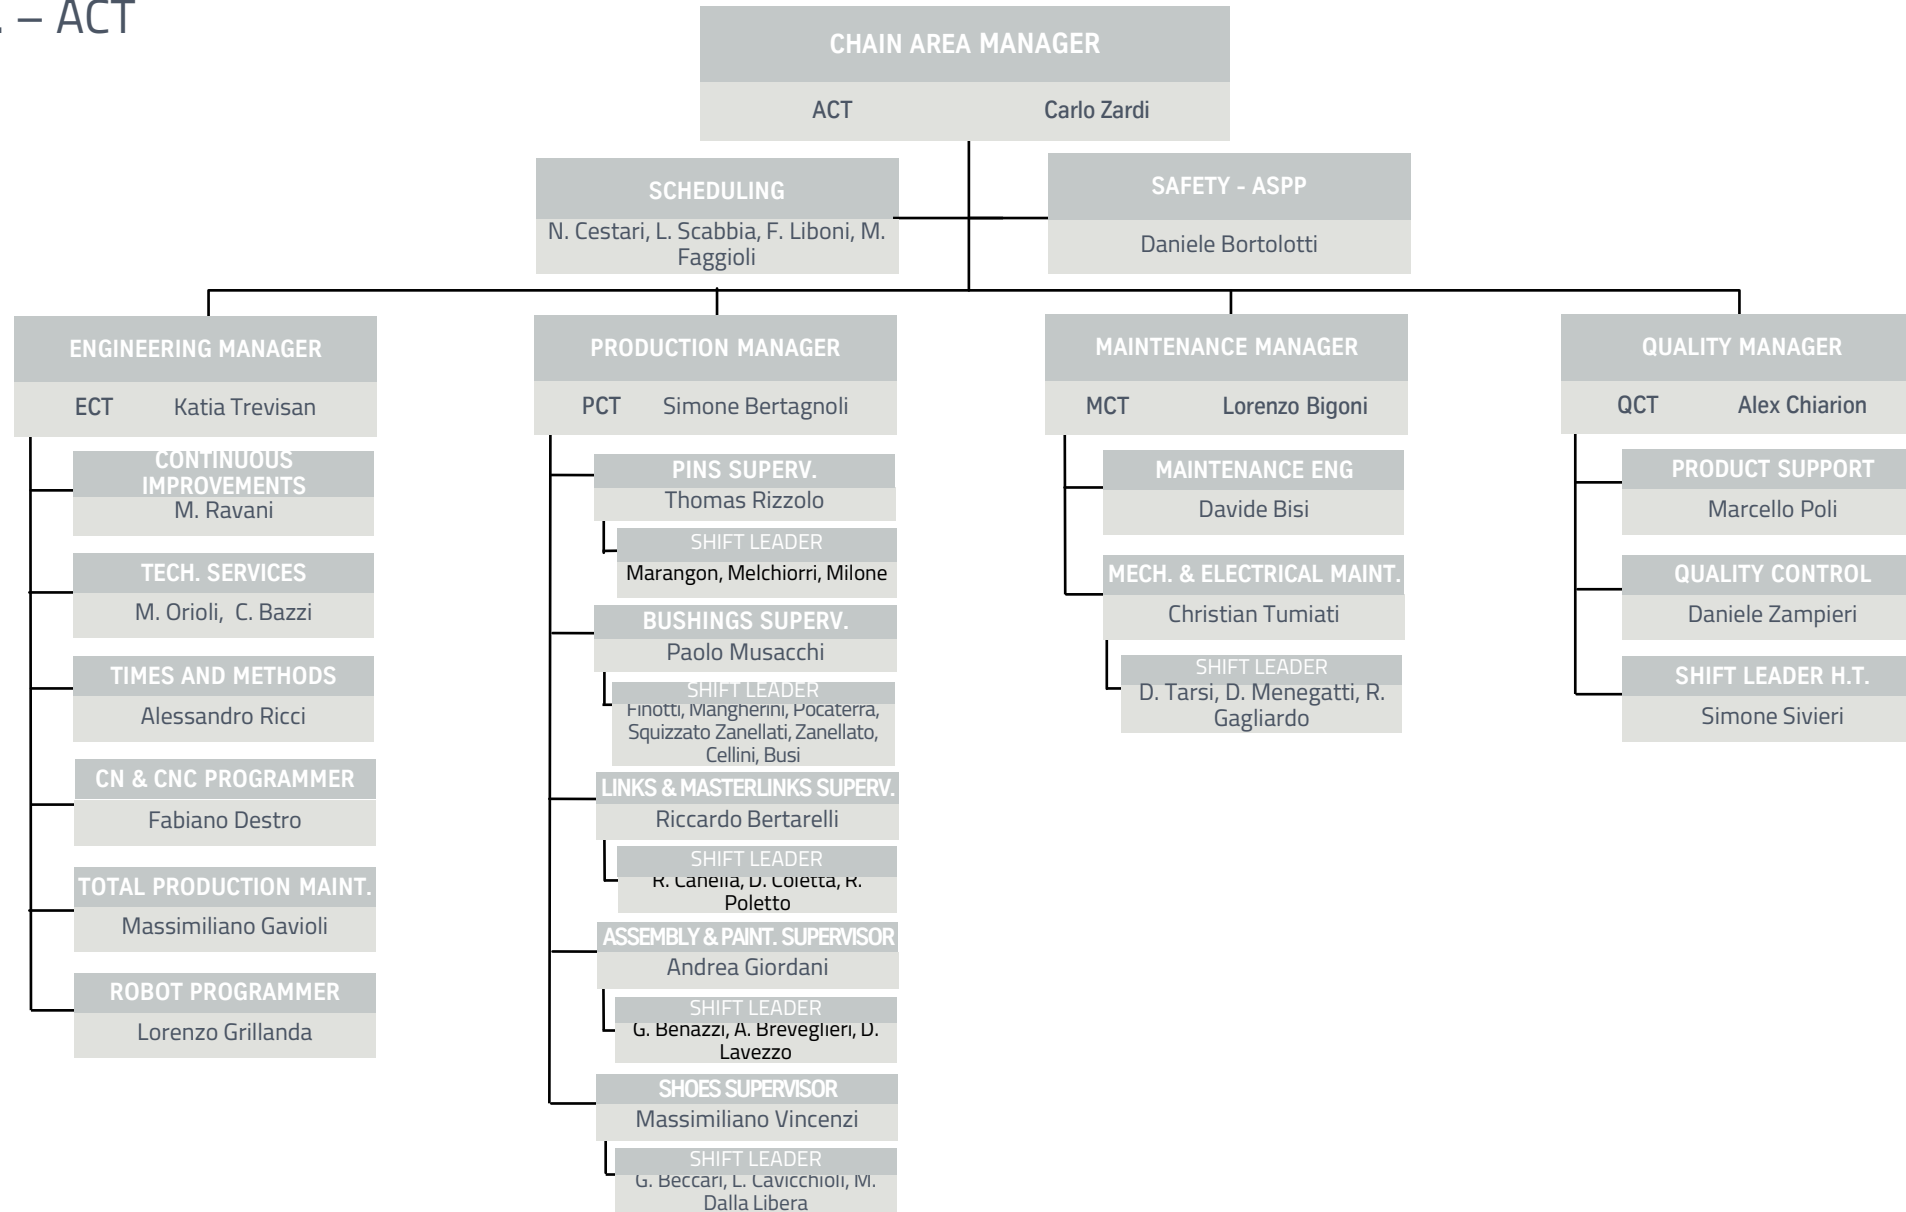 . – ACT
CHAIN AREA MANAGER
ACT Carlo Zardi
SCHEDULING
N. Cestari, L. Scabbia, F. Liboni, M.
Faggioli
SAFETY - ASPP
Daniele Bortolotti
ENGINEERING MANAGER
ECT Katia Trevisan
CONTINUOUS
IMPROVEMENTS
M. Ravani
TECH. SERVICES
M. Orioli, C. Bazzi
TIMES AND METHODS
Alessandro Ricci
CN & CNC PROGRAMMER
Fabiano Destro
TOTAL PRODUCTION MAINT.
Massimiliano Gavioli
ROBOT PROGRAMMER
Lorenzo Grillanda
PRODUCTION MANAGER
PCT Simone Bertagnoli
PINS SUPERV.
Thomas Rizzolo
SHIFT LEADER
Marangon, Melchiorri, Milone
BUSHINGS SUPERV.
Paolo Musacchi
SHIFT LEADER
Finotti, Mangherini, Pocaterra,
Squizzato Zanellati, Zanellato,
Cellini, Busi
LINKS & MASTERLINKS SUPERV.
Riccardo Bertarelli
SHIFT LEADER
R. Canella, D. Coletta, R.
Poletto
ASSEMBLY & PAINT. SUPERVISOR
Andrea Giordani
SHIFT LEADER
G. Benazzi, A. Breveglieri, D.
Lavezzo
SHOES SUPERVISOR
Massimiliano Vincenzi
SHIFT LEADER
G. Beccari, L. Cavicchioli, M.
Dalla Libera
MAINTENANCE MANAGER
MCT Lorenzo Bigoni
MAINTENANCE ENG
Davide Bisi
MECH. & ELECTRICAL MAINT.
Christian Tumiati
SHIFT LEADER
D. Tarsi, D. Menegatti, R.
Gagliardo
QUALITY MANAGER
QCT Alex Chiarion
PRODUCT SUPPORT
Marcello Poli
QUALITY CONTROL
Daniele Zampieri
SHIFT LEADER H.T.
Simone Sivieri